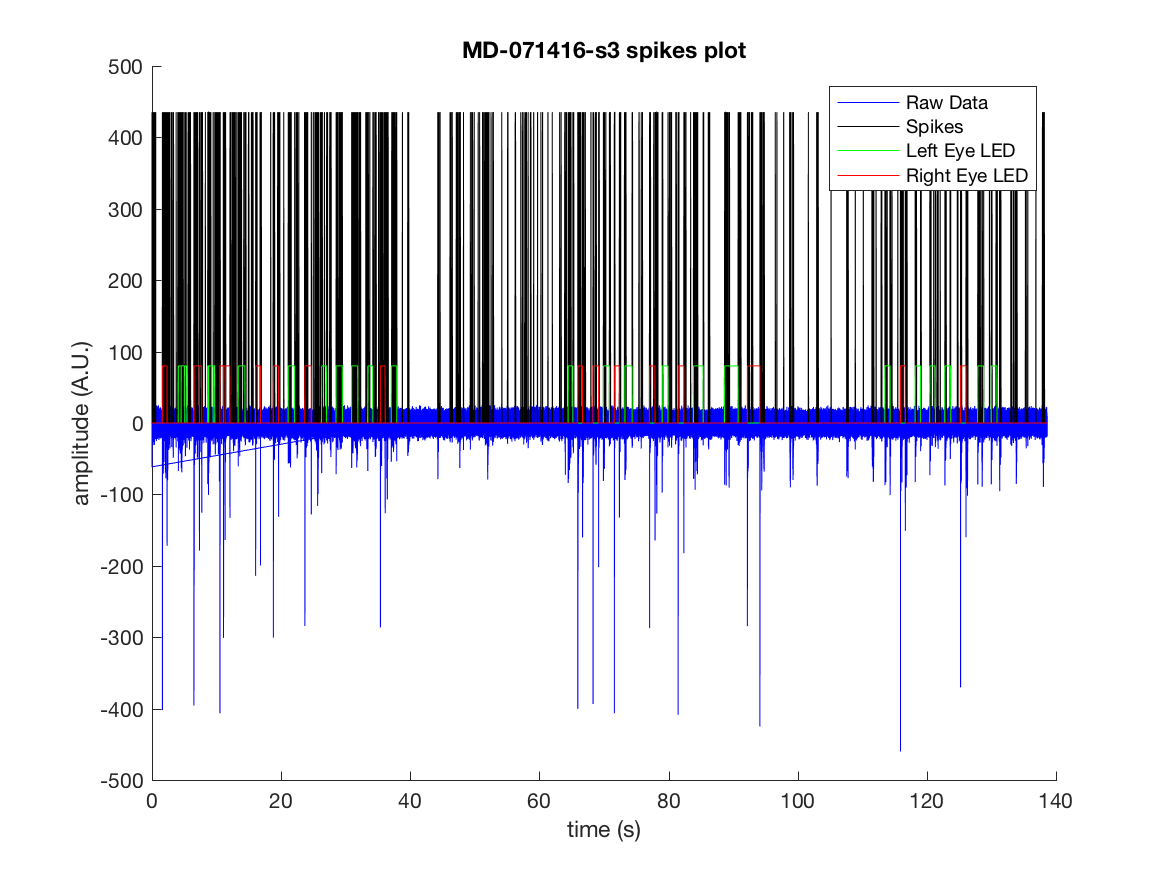 MD-071416-s3 spikes plot
500
400
300
200
100
0
-100
-200
-300
-400
-500
amplitude (A.U.)
Raw Data
Spikes
Left Eye LED
Right Eye LED
0 20 40 60 80 100 120 140
time (s)